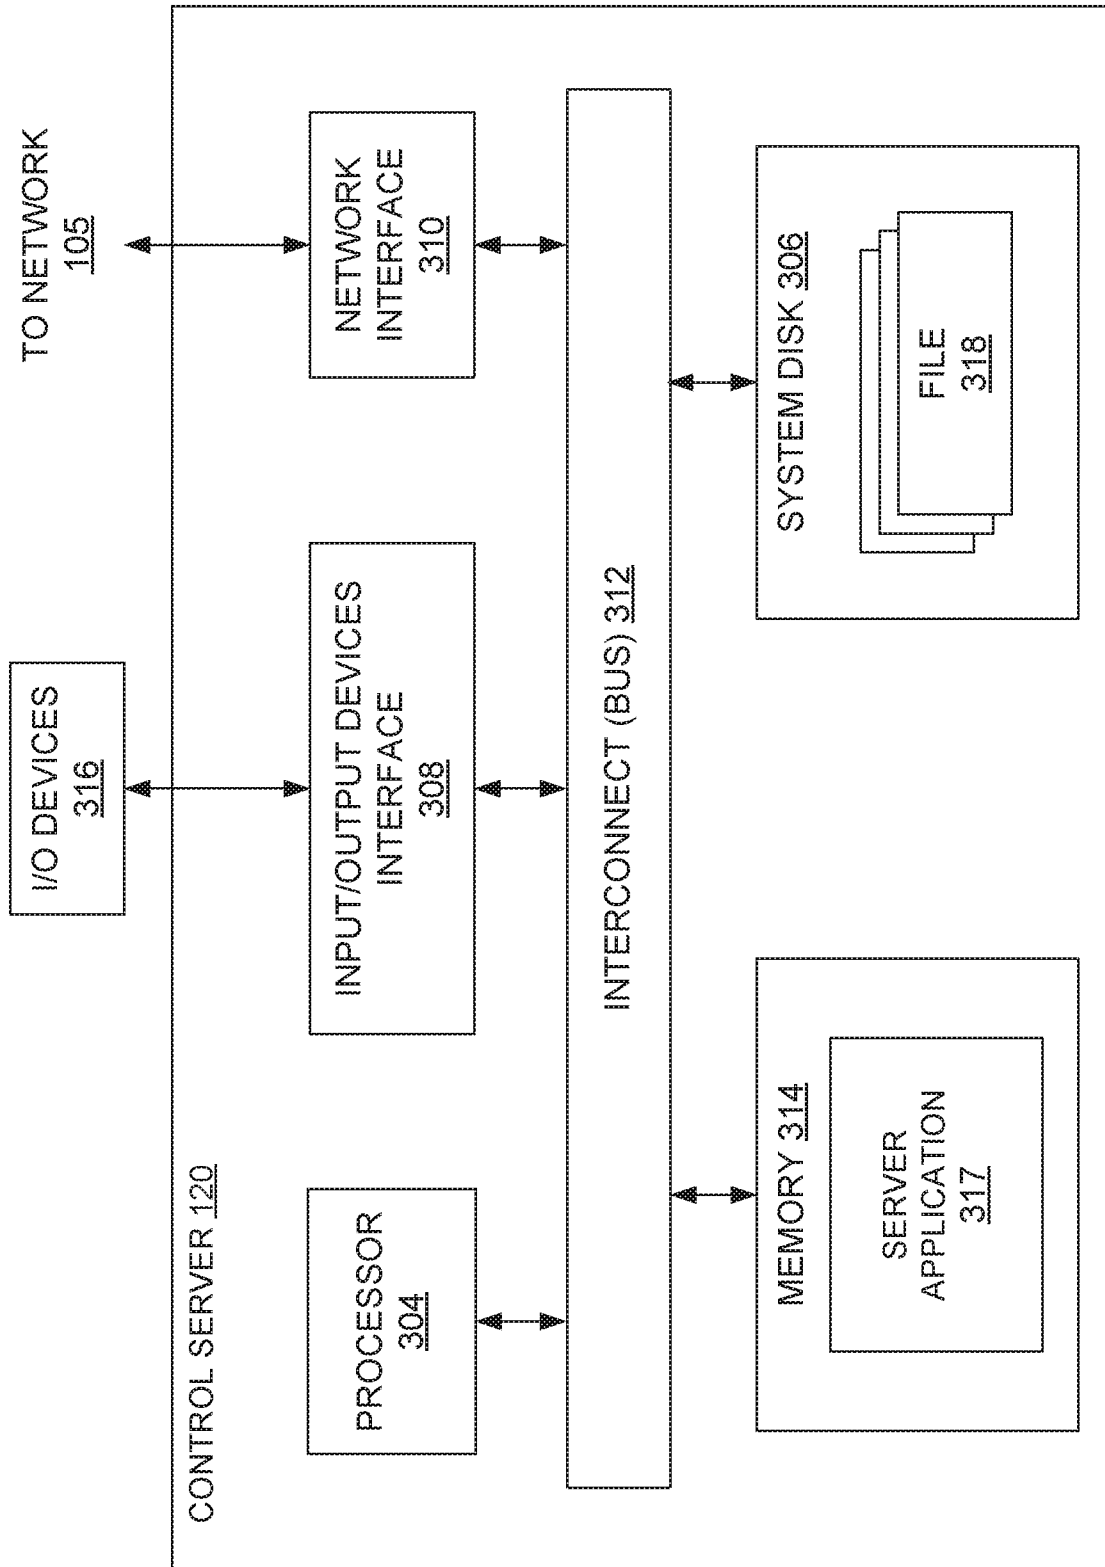 I/O DEVICES
316
TO NETWORK
105
CONTROL SERVER 120
PROCESSOR
304
INPUT/OUTPUT DEVICES
INTERFACE
308
NETWORK
INTERFACE
310
INTERCONNECT (BUS) 312
MEMORY 314
SERVER
APPLICATION
317
SYSTEM DISK 306
FILE
318